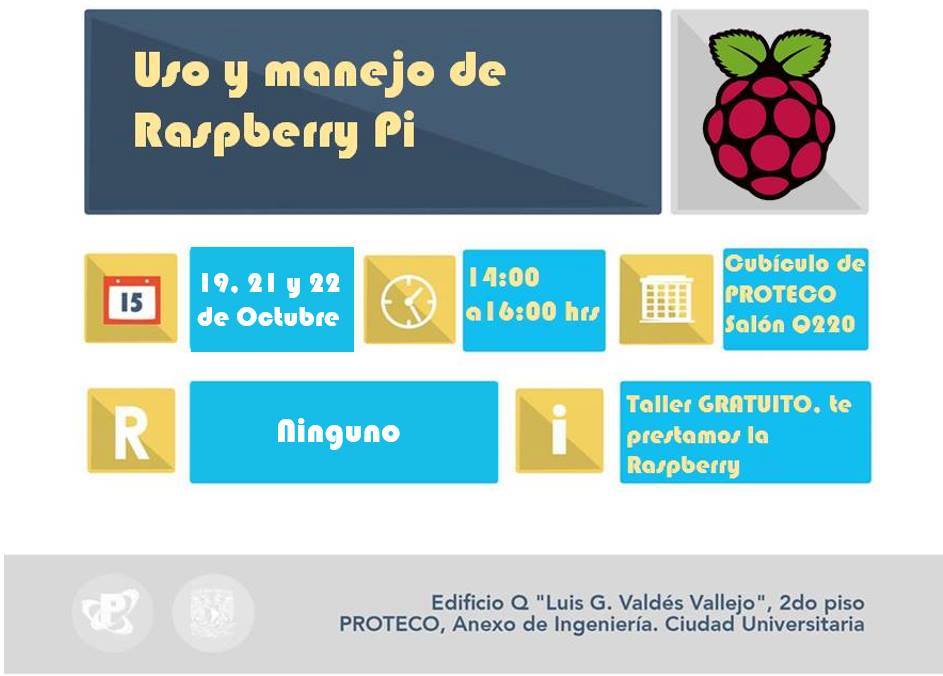 Uso y manejo de
Raspberry Pi
15
19, 21 y 22
de Octubre
14:00
a16:00 hrs
Cubículo de
PROTECO
Salón Q220
R
Ninguno
i
Taller GRATUITO, te
prestamos la
Raspberry
P
Edificio Q "Luis G. Valdés Vallejo", 2do piso
PROTECO, Anexo de Ingeniería. Ciudad Universitaria